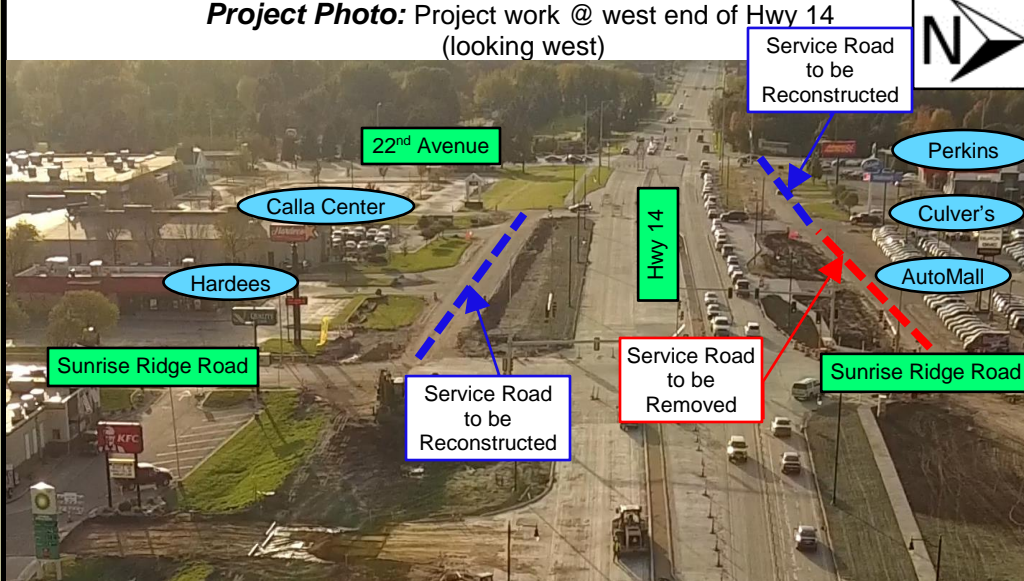 Project Photo: Project work @ west end of Hwy 14
(looking west)
N
Service Road
to be
Reconstructed
22nd Avenue
Perkins
Calla Center
Culver's
Hwy 14
Hardees
AutoMall
Sunrise Ridge Road
Service Road
to be
Removed
Sunrise Ridge Road
Service Road
to be
Reconstructed
Hardee's
KFC
bp